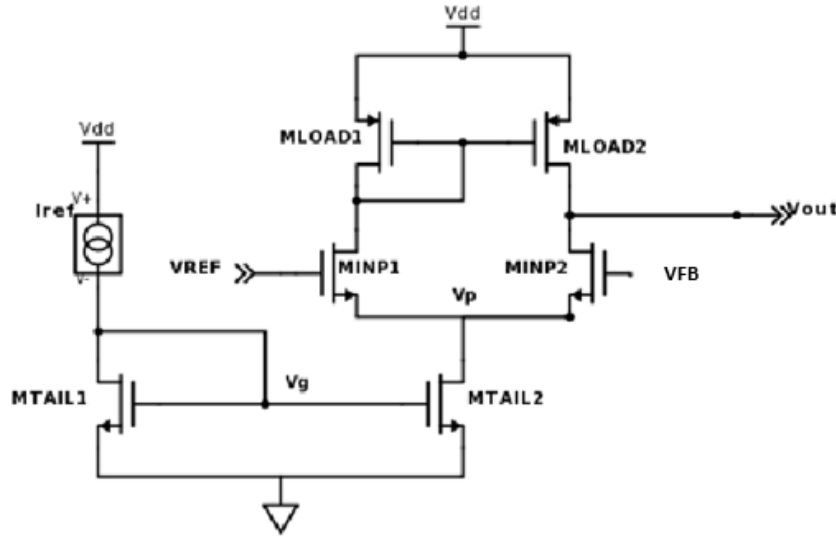 Vdd
MLOAD1
MLOAD2
Vdd
V+
Iref
V-
Vout
VREF
MINP1
MINP2
VFB
Vp
Vg
MTAIL1
MTAIL2